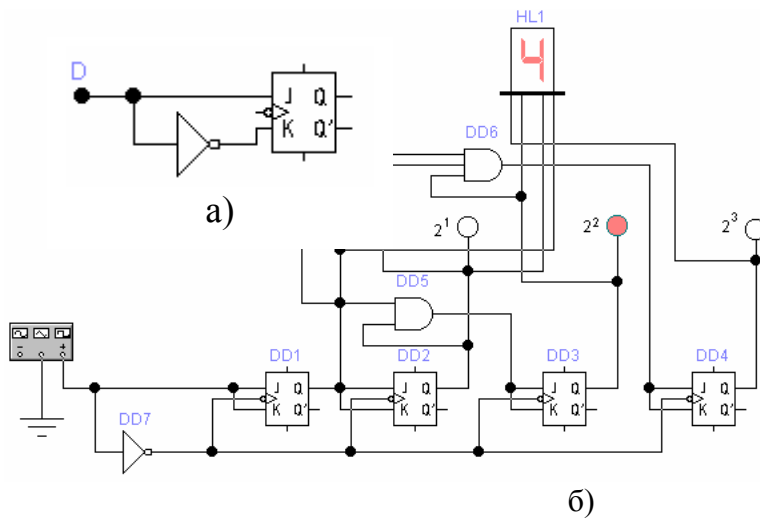 HL1
4
D
J Q
K Q'
DD6
а)
2¹
2²
2³
DD5
DD1
DD2
DD3
DD4
J Q
K Q'
J Q
K Q'
J Q
K Q'
J Q
K Q'
- +
DD7
б)